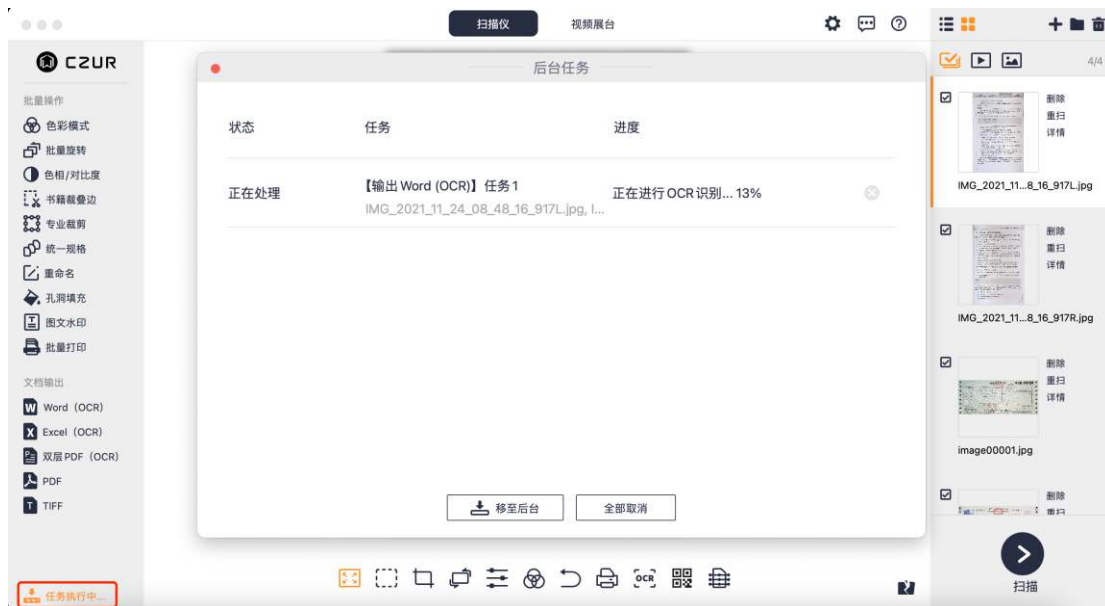 扫描仪
视频展台
CZUR
批量操作
色彩模式
批量旋转
色相/对比度
书籍裁叠边
专业裁剪
统一规格
重命名
孔洞填充
图文水印
批量打印
文档输出
Word (OCR)
Excel (OCR)
双层PDF (OCR)
PDF
TIFF
任务执行中...
后台任务
状态
任务
进度
正在处理
【输出 Word (OCR)】任务1
IMG_2021_11_24_08_48_16_917L.jpg, I...
正在进行OCR识别... 13%
移至后台
全部取消
OCR
4/4
删除
重扫
详情
IMG_2021_11...8_16_917L.jpg
删除
重扫
详情
IMG_2021_11...8_16_917R.jpg
删除
重扫
详情
image00001.jpg
删除
重扫
扫描